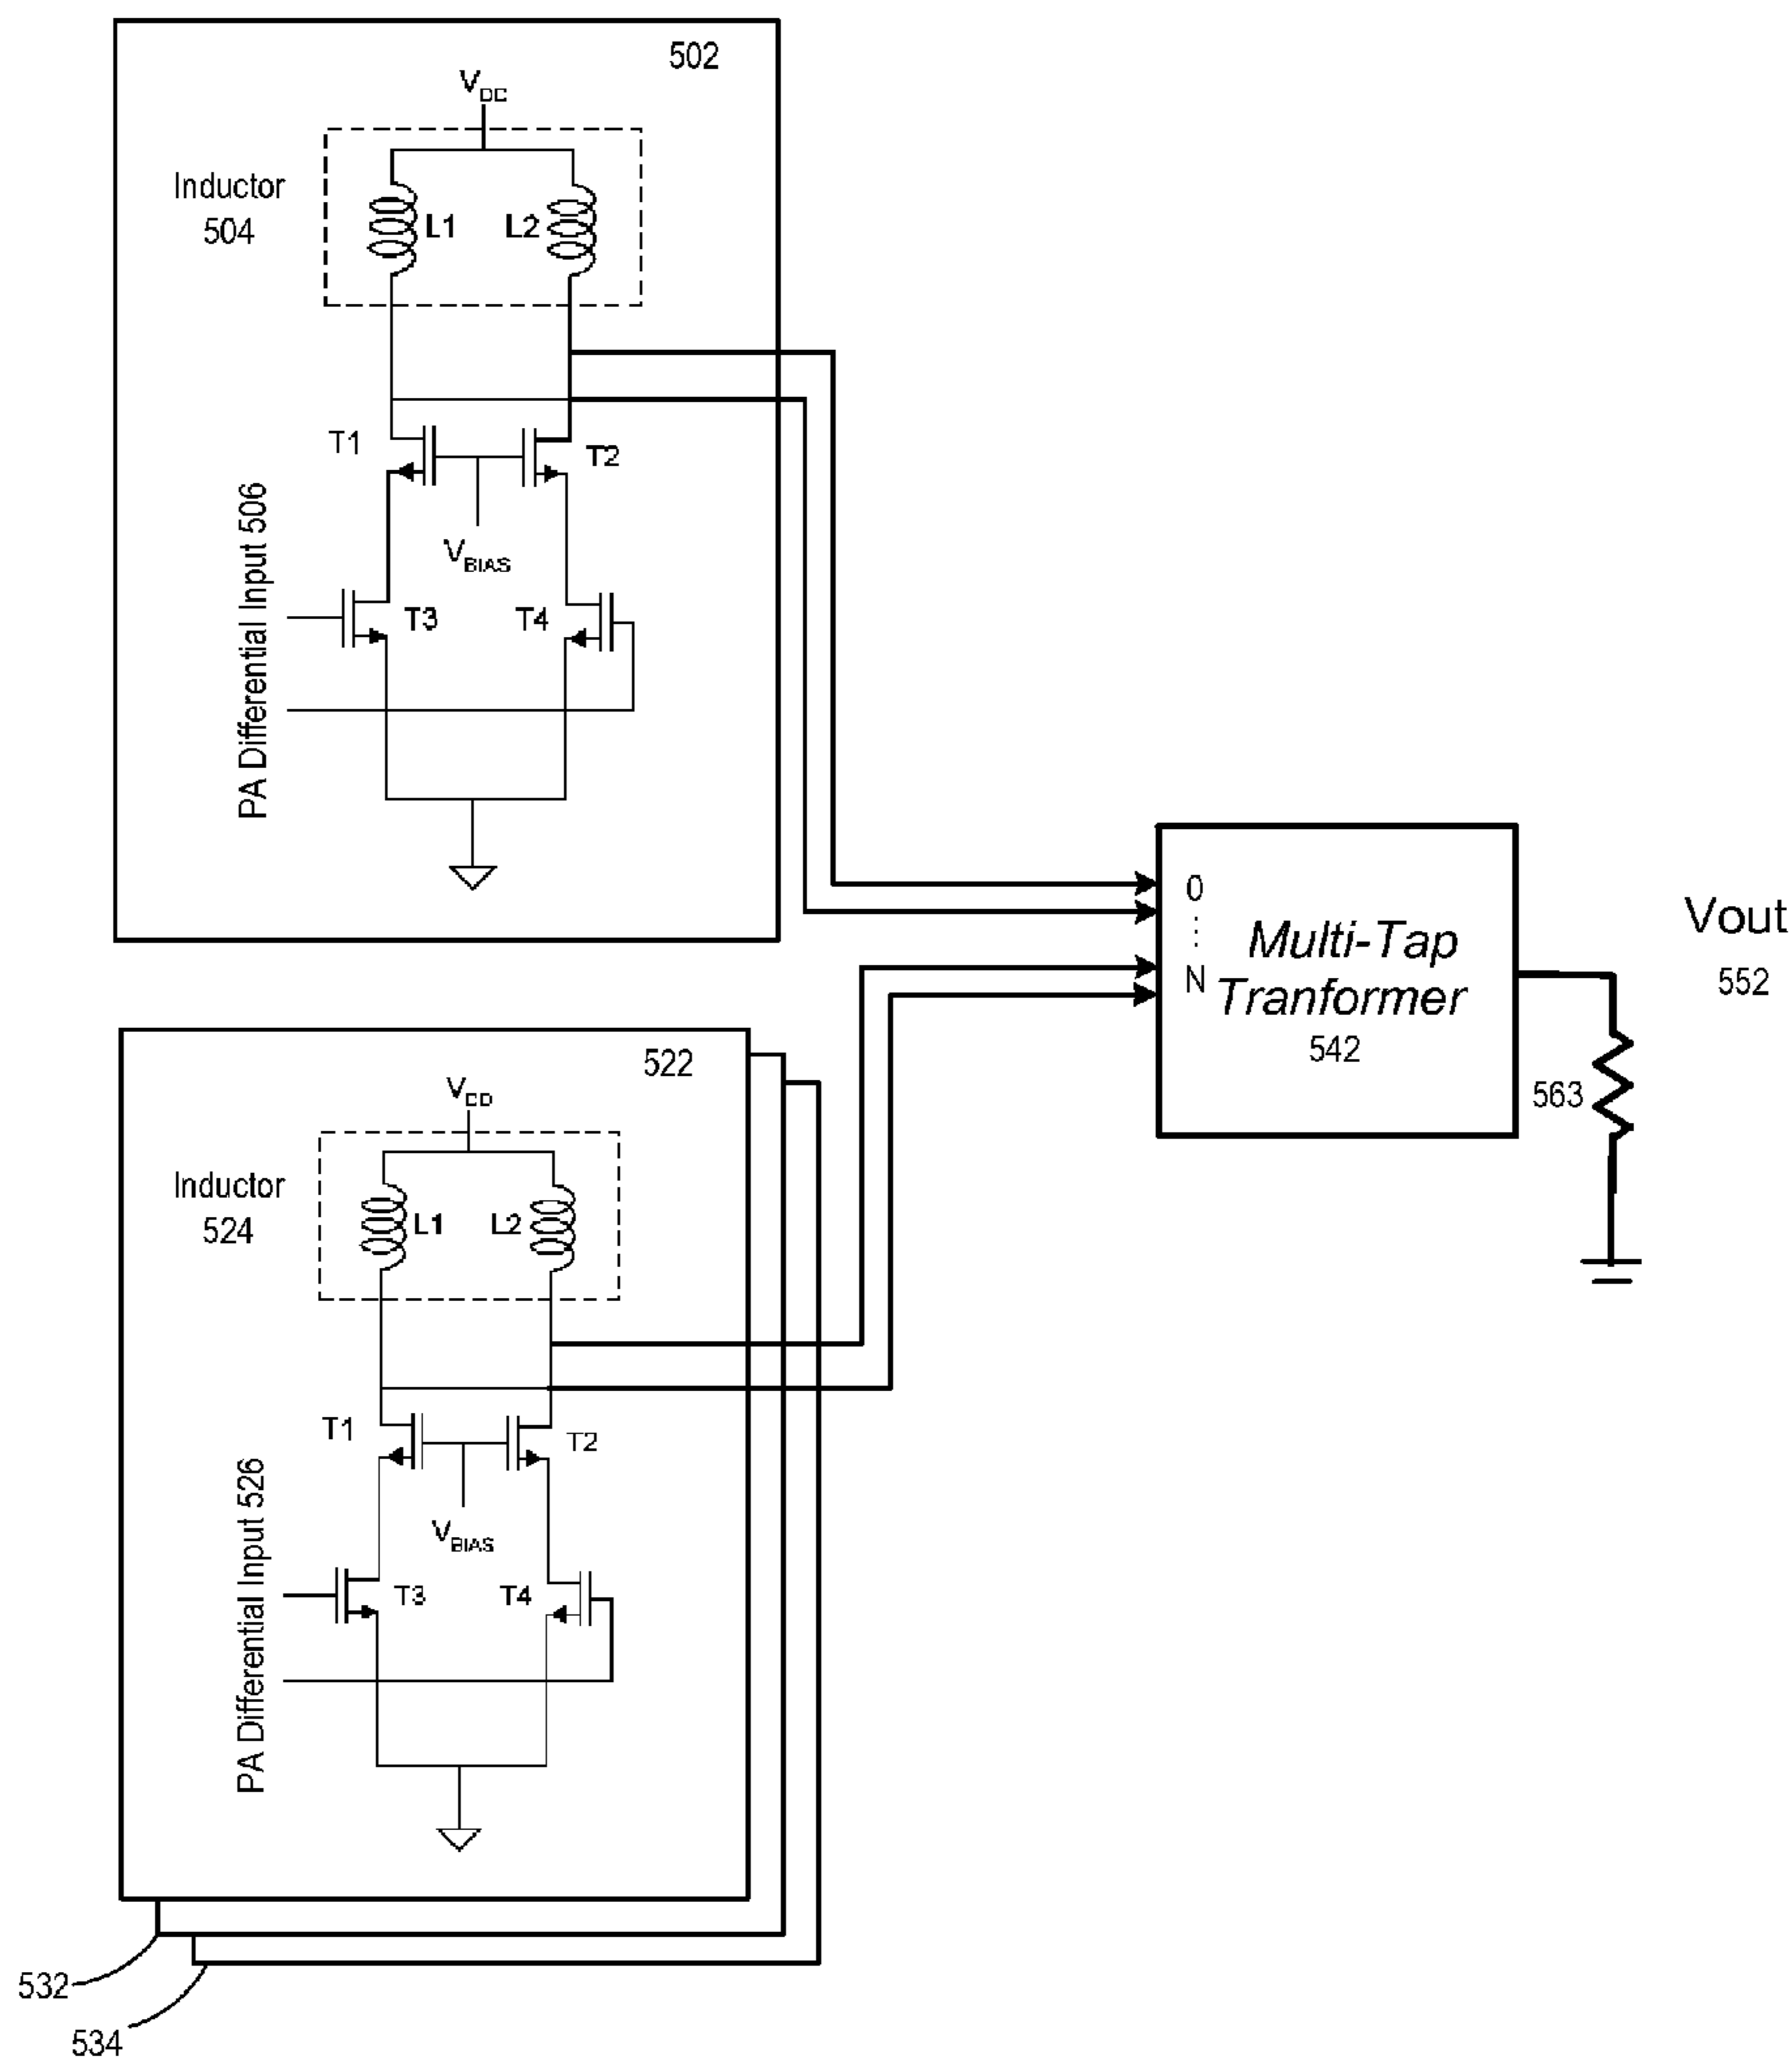 502
VDC
Inductor
504
L1
L2
T1
T2
VBIAS
PA Differential Input 506
T3
T4
0
⋮
N
Multi-Tap
Tranformer
542
Vout
552
563
522
VDD
Inductor
524
L1
L2
T1
T2
VBIAS
PA Differential Input 526
T3
T4
532
534